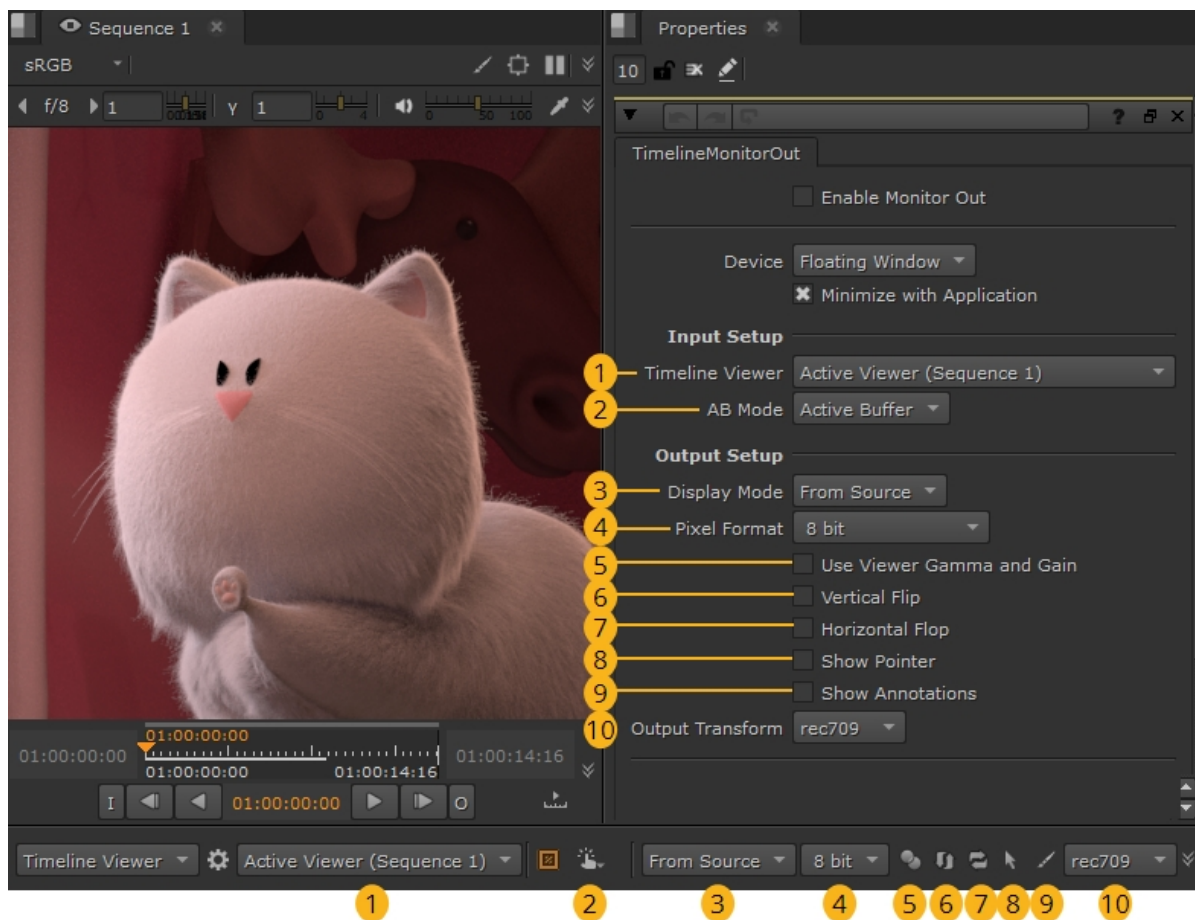 Sequence 1
sRGB
f/8 1 γ 1 0 4 0 50 100
01:00:00:00
01:00:00:00 01:00:14:16
01:00:00:00 01:00:14:16
I 01:00:00:00 O
Properties
10
?
TimelineMonitorOut
Enable Monitor Out
Device Floating Window
Minimize with Application
Input Setup
1 Timeline Viewer Active Viewer (Sequence 1)
2 AB Mode Active Buffer
Output Setup
3 Display Mode From Source
4 Pixel Format 8 bit
5 Use Viewer Gamma and Gain
6 Vertical Flip
7 Horizontal Flop
8 Show Pointer
9 Show Annotations
10 Output Transform rec709
Timeline Viewer Active Viewer (Sequence 1) From Source 8 bit rec709
1 2 3 4 5 6 7 8 9 10